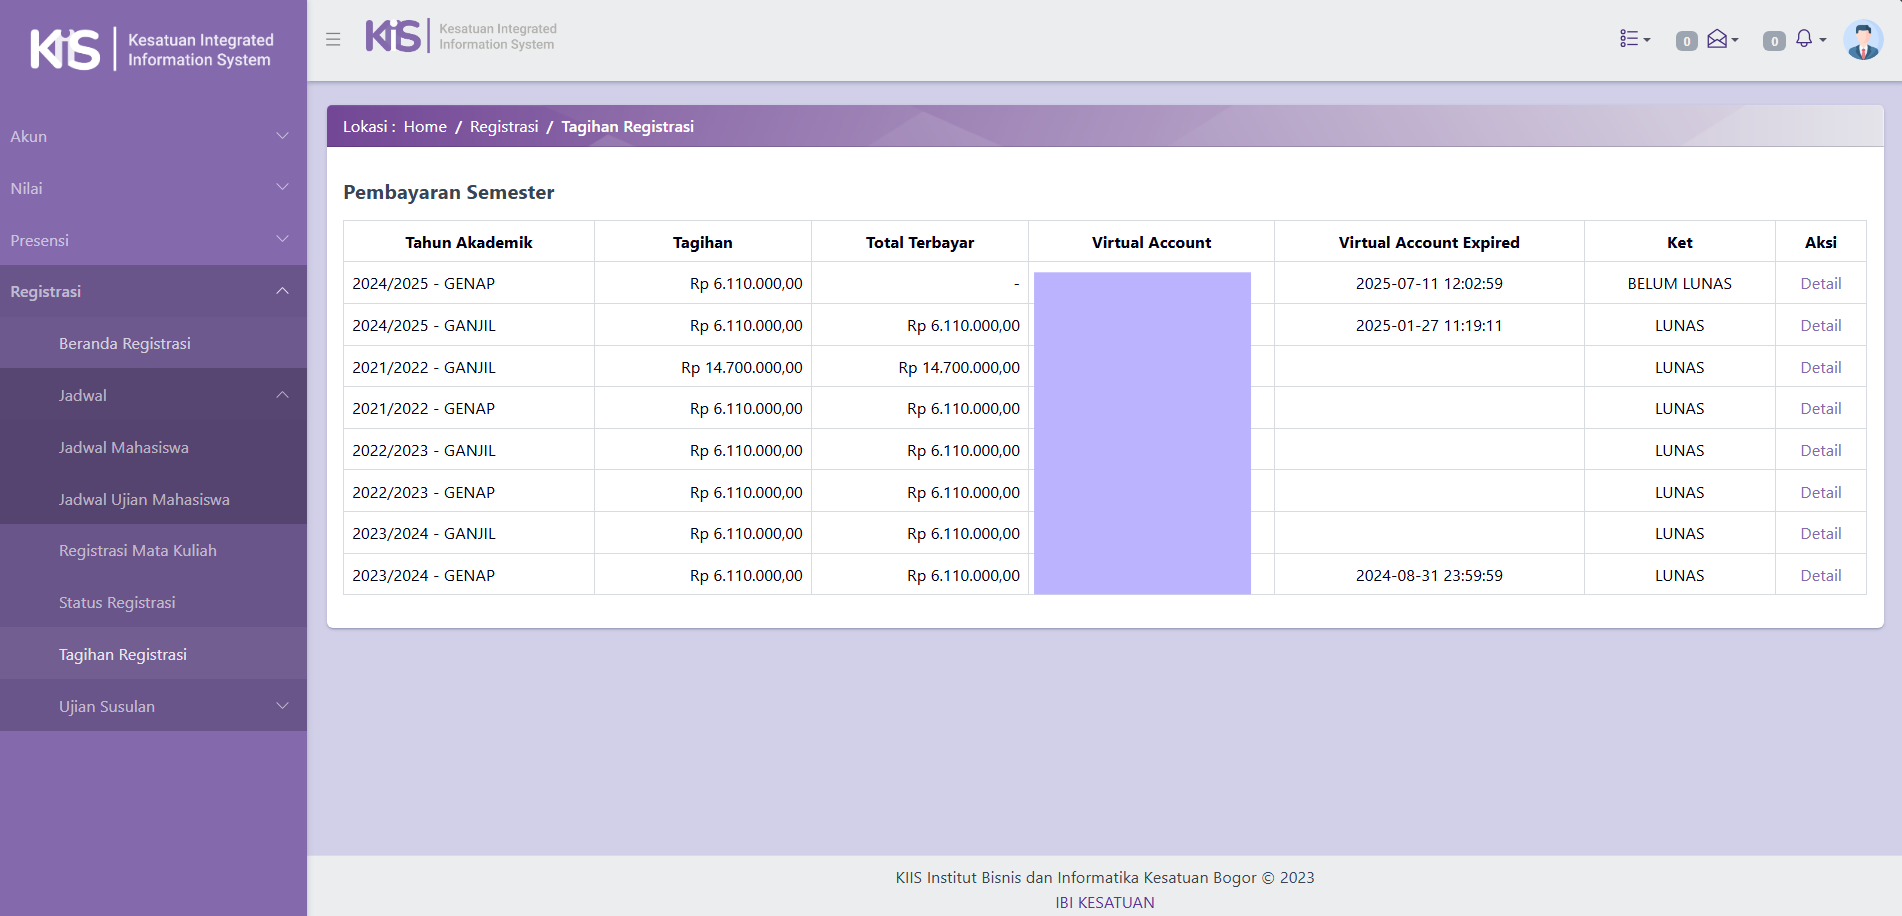 KIIS Kesatuan Integrated
Information System
Akun
Nilai
Presensi
Registrasi
Beranda Registrasi
Jadwal
Jadwal Mahasiswa
Jadwal Ujian Mahasiswa
Registrasi Mata Kuliah
Status Registrasi
Tagihan Registrasi
Ujian Susulan
KIIS Kesatuan Integrated
Information System
0 0
Lokasi : Home / Registrasi / Tagihan Registrasi
Pembayaran Semester
Tahun Akademik Tagihan Total Terbayar Virtual Account Virtual Account Expired Ket Aksi
2024/2025 - GENAP Rp 6.110.000,00 - 2025-07-11 12:02:59 BELUM LUNAS Detail
2024/2025 - GANJIL Rp 6.110.000,00 Rp 6.110.000,00 2025-01-27 11:19:11 LUNAS Detail
2021/2022 - GANJIL Rp 14.700.000,00 Rp 14.700.000,00 LUNAS Detail
2021/2022 - GENAP Rp 6.110.000,00 Rp 6.110.000,00 LUNAS Detail
2022/2023 - GANJIL Rp 6.110.000,00 Rp 6.110.000,00 LUNAS Detail
2022/2023 - GENAP Rp 6.110.000,00 Rp 6.110.000,00 LUNAS Detail
2023/2024 - GANJIL Rp 6.110.000,00 Rp 6.110.000,00 LUNAS Detail
2023/2024 - GENAP Rp 6.110.000,00 Rp 6.110.000,00 2024-08-31 23:59:59 LUNAS Detail
KIIS Institut Bisnis dan Informatika Kesatuan Bogor © 2023
IBI KESATUAN